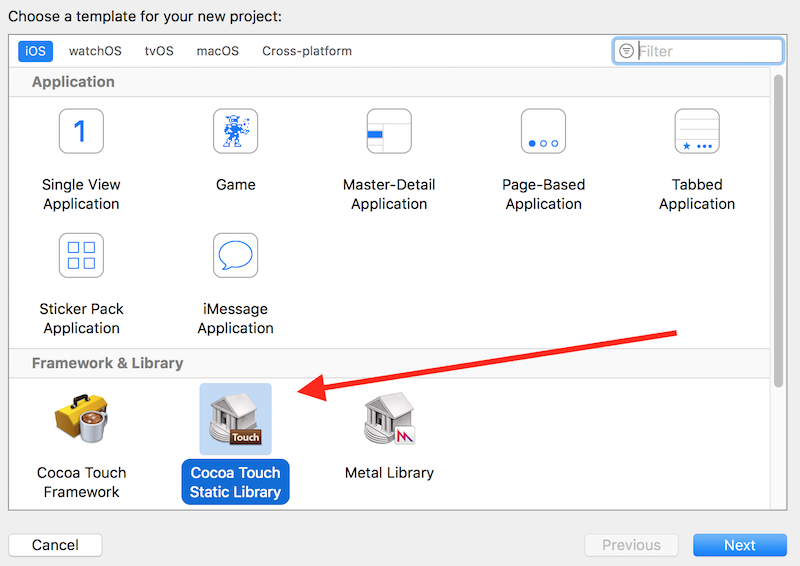 Choose a template for your new project:
iOS watchOS tvOS macOS Cross-platform Filter
Application
1
Single View Application
Game
Master-Detail Application
Page-Based Application
Tabbed Application
Sticker Pack Application
iMessage Application
Framework & Library
Touch
Cocoa Touch Framework
Cocoa Touch Static Library
Metal Library
Cancel Previous Next